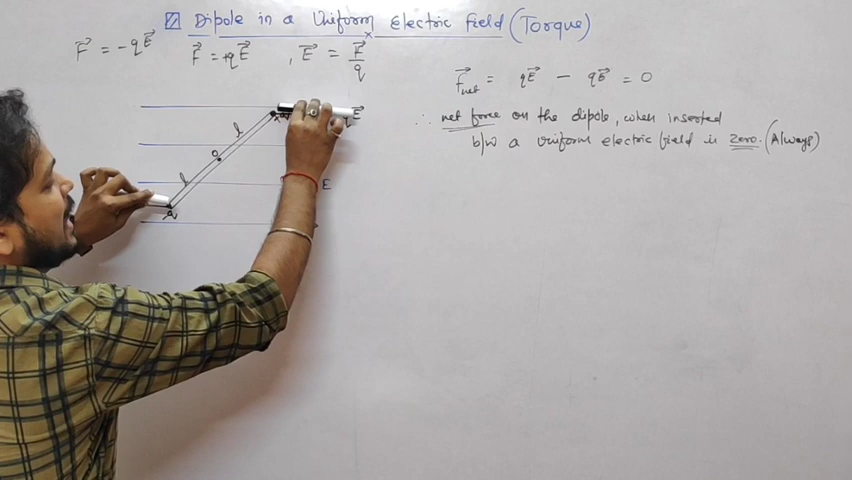 Dipole in a Uniform Electric field (Torque)
F⃗ = -qE⃗
F⃗ = +qE⃗ , E⃗ = F⃗/q
F⃗net = qE⃗ - qE⃗ = 0
∴ net force on the dipole, when inserted
b/w a uniform electric field is zero. (Always)
l
O
l
qE⃗
E
-q